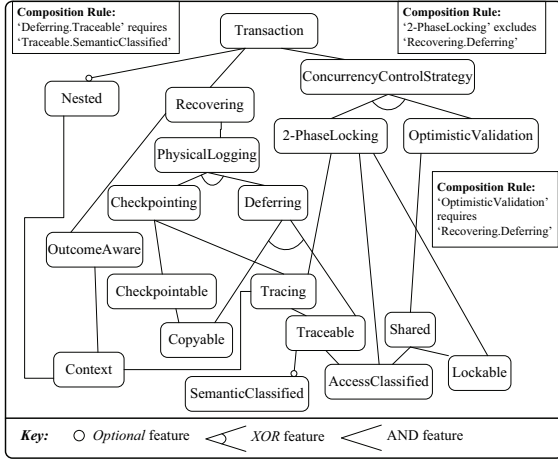 Composition Rule:
'Deferring.Traceable' requires
'Traceable.SemanticClassified'
Transaction
Composition Rule:
'2-PhaseLocking' excludes
'Recovering.Deferring'
Nested
Recovering
ConcurrencyControlStrategy
2-PhaseLocking
OptimisticValidation
PhysicalLogging
Composition Rule:
'OptimisticValidation'
requires
'Recovering.Deferring'
Checkpointing
Deferring
OutcomeAware
Checkpointable
Tracing
Copyable
Traceable
Shared
Context
SemanticClassified
AccessClassified
Lockable
Key: Optional feature XOR feature AND feature